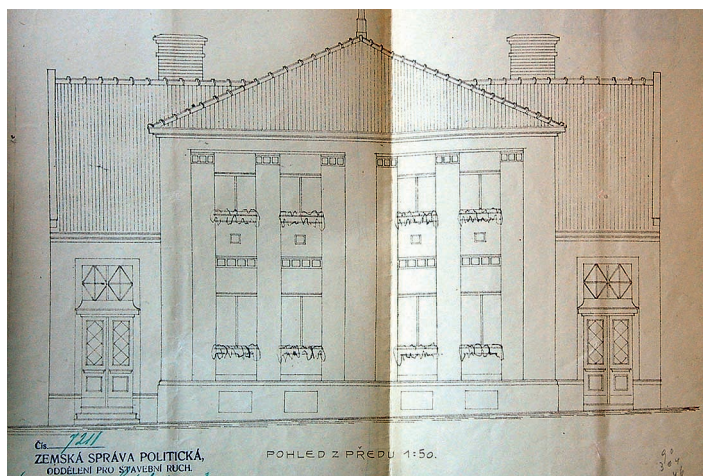 Čís. 7211
ZEMSKÁ SPRÁVA POLITICKÁ,
ODDĚLENÍ PRO STAVEBNÍ RUCH.
POHLED Z PŘEDU 1:50.